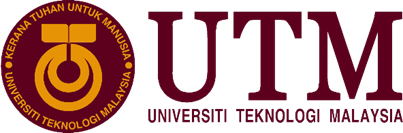 KERANA TUHAN UNTUK MANUSIA
UNIVERSITI TEKNOLOGI MALAYSIA
UTM
UNIVERSITI TEKNOLOGI MALAYSIA